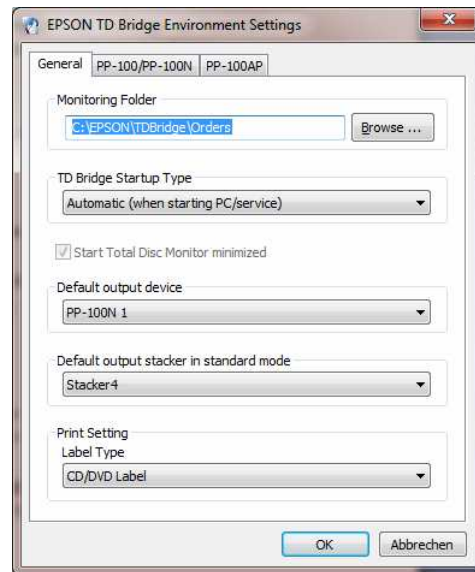 EPSON TD Bridge Environment Settings
General PP-100/PP-100N PP-100AP
Monitoring Folder
C:\EPSON\TDBridge\Orders Browse ...
TD Bridge Startup Type
Automatic (when starting PC/service)
Start Total Disc Monitor minimized
Default output device
PP-100N 1
Default output stacker in standard mode
Stacker4
Print Setting
Label Type
CD/DVD Label
OK Abbrechen